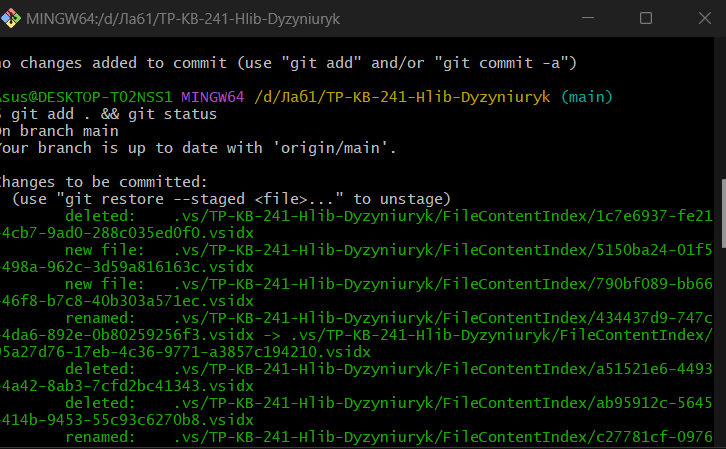 MINGW64:/d/Ла61/TP-KB-241-Hlib-Dyzyniuryk
no changes added to commit (use "git add" and/or "git commit -a")
Asus@DESKTOP-TO2NSS1 MINGW64 /d/Ла61/TP-KB-241-Hlib-Dyzyniuryk (main)
$ git add . && git status
On branch main
Your branch is up to date with 'origin/main'.
Changes to be committed:
(use "git restore --staged <file>..." to unstage)
deleted: .vs/TP-KB-241-Hlib-Dyzyniuryk/FileContentIndex/1c7e6937-fe21
-4cb7-9ad0-288c035ed0f0.vsidx
new file: .vs/TP-KB-241-Hlib-Dyzyniuryk/FileContentIndex/5150ba24-01f5
-498a-962c-3d59a816163c.vsidx
new file: .vs/TP-KB-241-Hlib-Dyzyniuryk/FileContentIndex/790bf089-bb66
-46f8-b7c8-40b303a571ec.vsidx
renamed: .vs/TP-KB-241-Hlib-Dyzyniuryk/FileContentIndex/434437d9-747c
-4da6-892e-0b80259256f3.vsidx -> .vs/TP-KB-241-Hlib-Dyzyniuryk/FileContentIndex/
95a27d76-17eb-4c36-9771-a3857c194210.vsidx
deleted: .vs/TP-KB-241-Hlib-Dyzyniuryk/FileContentIndex/a51521e6-4493
-4a42-8ab3-7cfd2bc41343.vsidx
deleted: .vs/TP-KB-241-Hlib-Dyzyniuryk/FileContentIndex/ab95912c-5645
-414b-9453-55c93c6270b8.vsidx
renamed: .vs/TP-KB-241-Hlib-Dyzyniuryk/FileContentIndex/c27781cf-0976